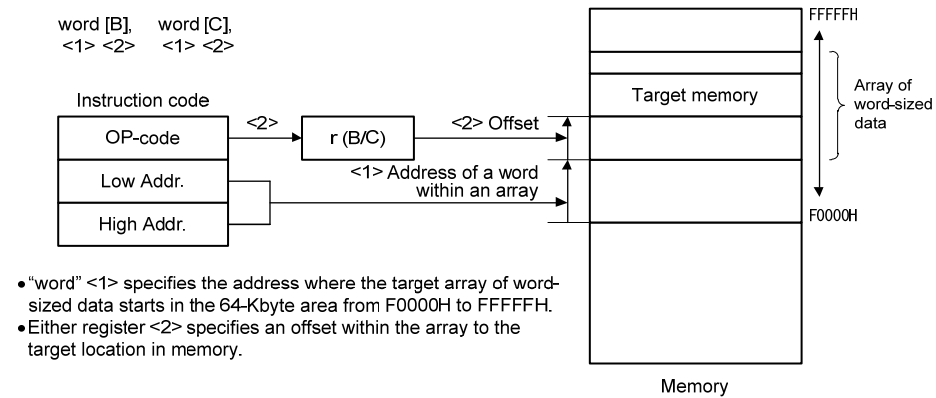 word [B], word [C],
<1> <2> <1> <2>
Instruction code
OP-code
Low Addr.
High Addr.
<2>
r (B/C)
<2> Offset
<1> Address of a word
within an array
FFFFFH
Target memory
Array of
word-sized
data
F0000H
Memory
• “word” <1> specifies the address where the target array of word-
sized data starts in the 64-Kbyte area from F0000H to FFFFFH.
• Either register <2> specifies an offset within the array to the
target location in memory.